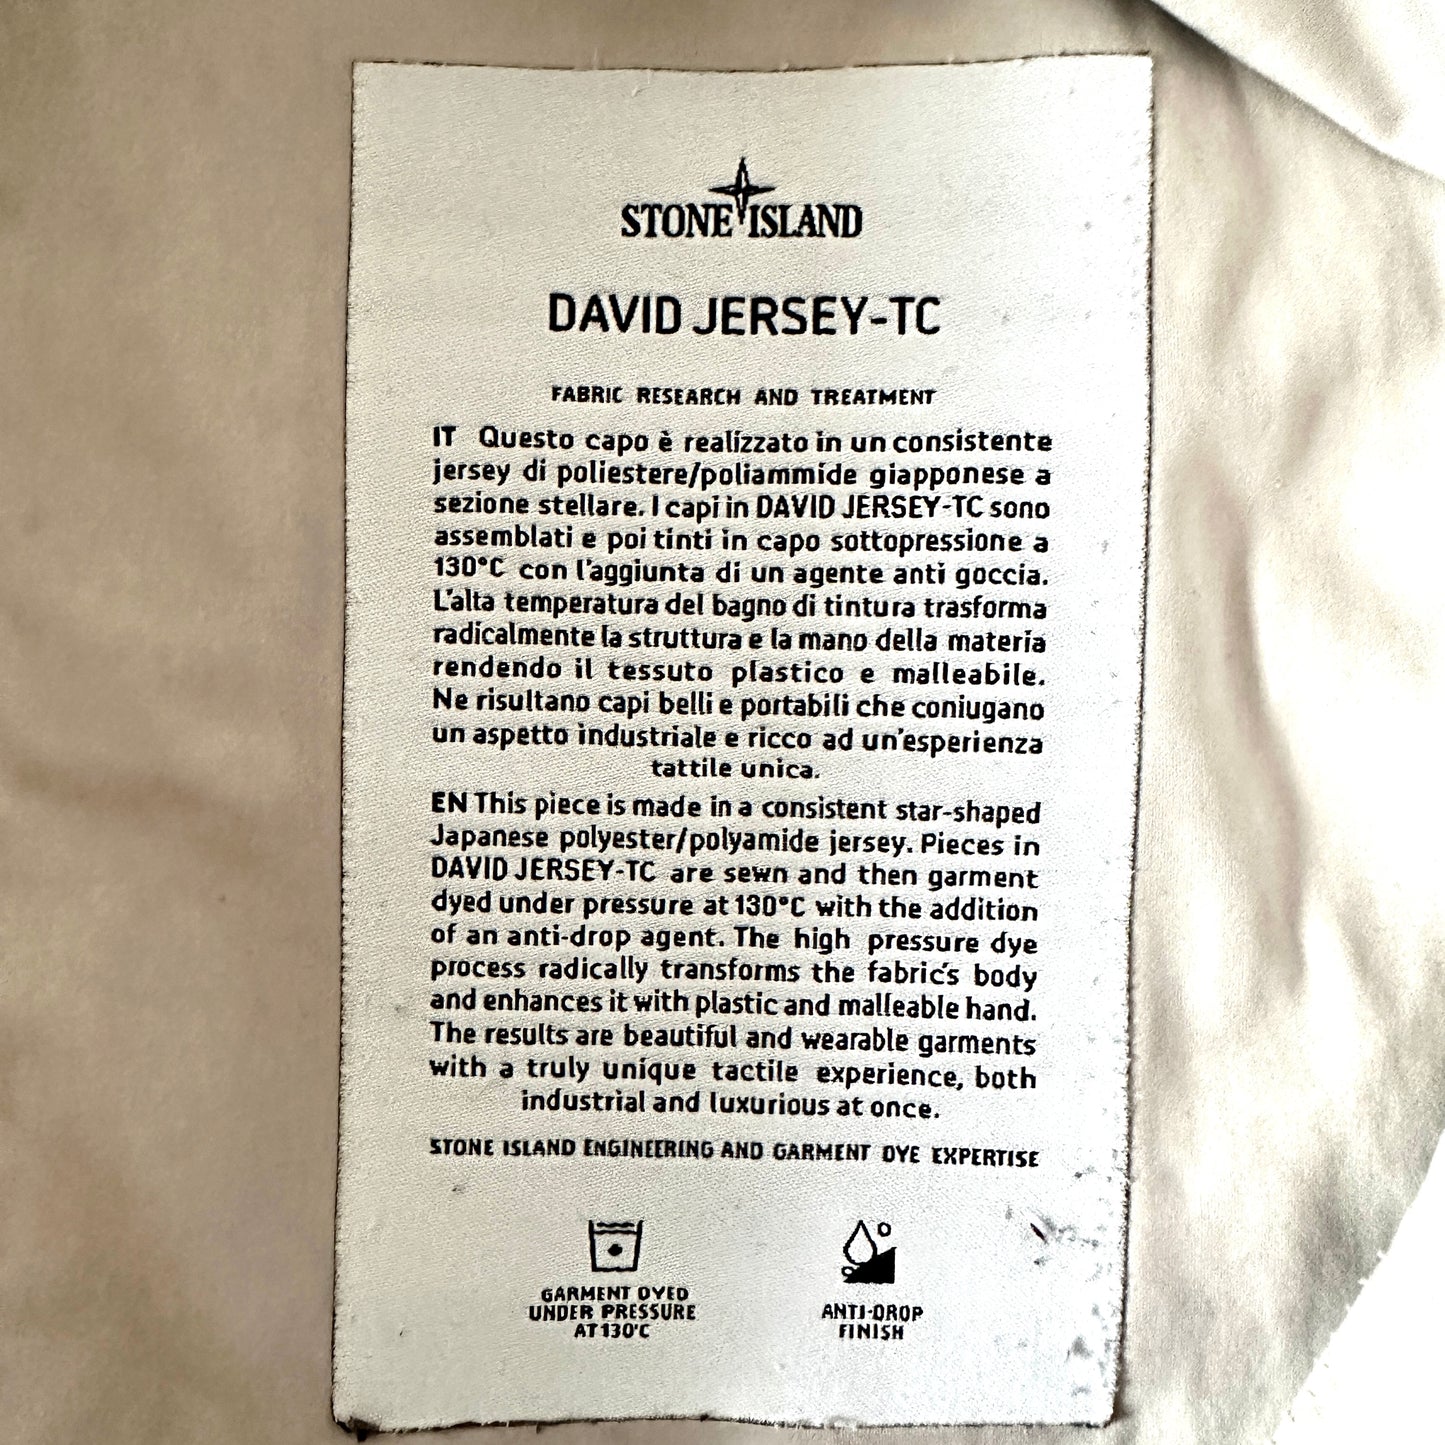 STONE ISLAND
DAVID JERSEY-TC
FABRIC RESEARCH AND TREATMENT
IT Questo capo è realizzato in un consistente
jersey di poliestere/poliammide giapponese a
sezione stellare. I capi in DAVID JERSEY-TC sono
assemblati e poi tinti in capo sottopressione a
130°C con l'aggiunta di un agente anti goccia.
L'alta temperatura del bagno di tintura trasforma
radicalmente la struttura e la mano della materia
rendendo il tessuto plastico e malleabile.
Ne risultano capi belli e portabili che coniugano
un aspetto industriale e ricco ad un'esperienza
tattile unica.
EN This piece is made in a consistent star-shaped
Japanese polyester/polyamide jersey. Pieces in
DAVID JERSEY-TC are sewn and then garment
dyed under pressure at 130°C with the addition
of an anti-drop agent. The high pressure dye
process radically transforms the fabric's body
and enhances it with plastic and malleable hand.
The results are beautiful and wearable garments
with a truly unique tactile experience, both
industrial and luxurious at once.
STONE ISLAND ENGINEERING AND GARMENT DYE EXPERTISE
GARMENT DYED
UNDER PRESSURE
AT 130°C
ANTI-DROP
FINISH